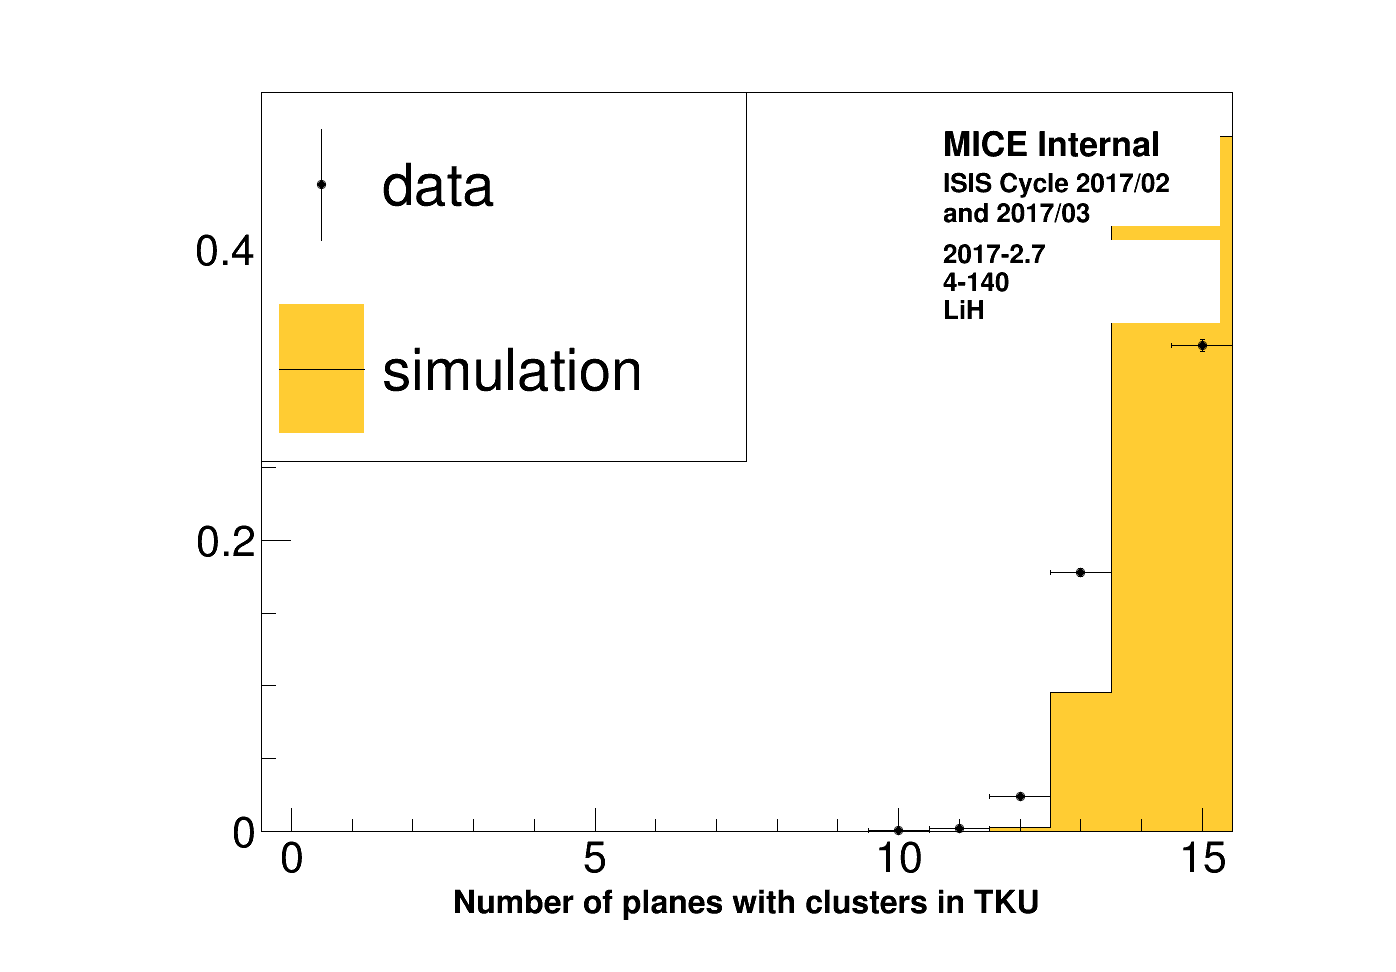 data
simulation
MICE Internal
ISIS Cycle 2017/02
and 2017/03
2017-2.7
4-140
LiH
0.4
0.2
0
0 5 10 15
Number of planes with clusters in TKU